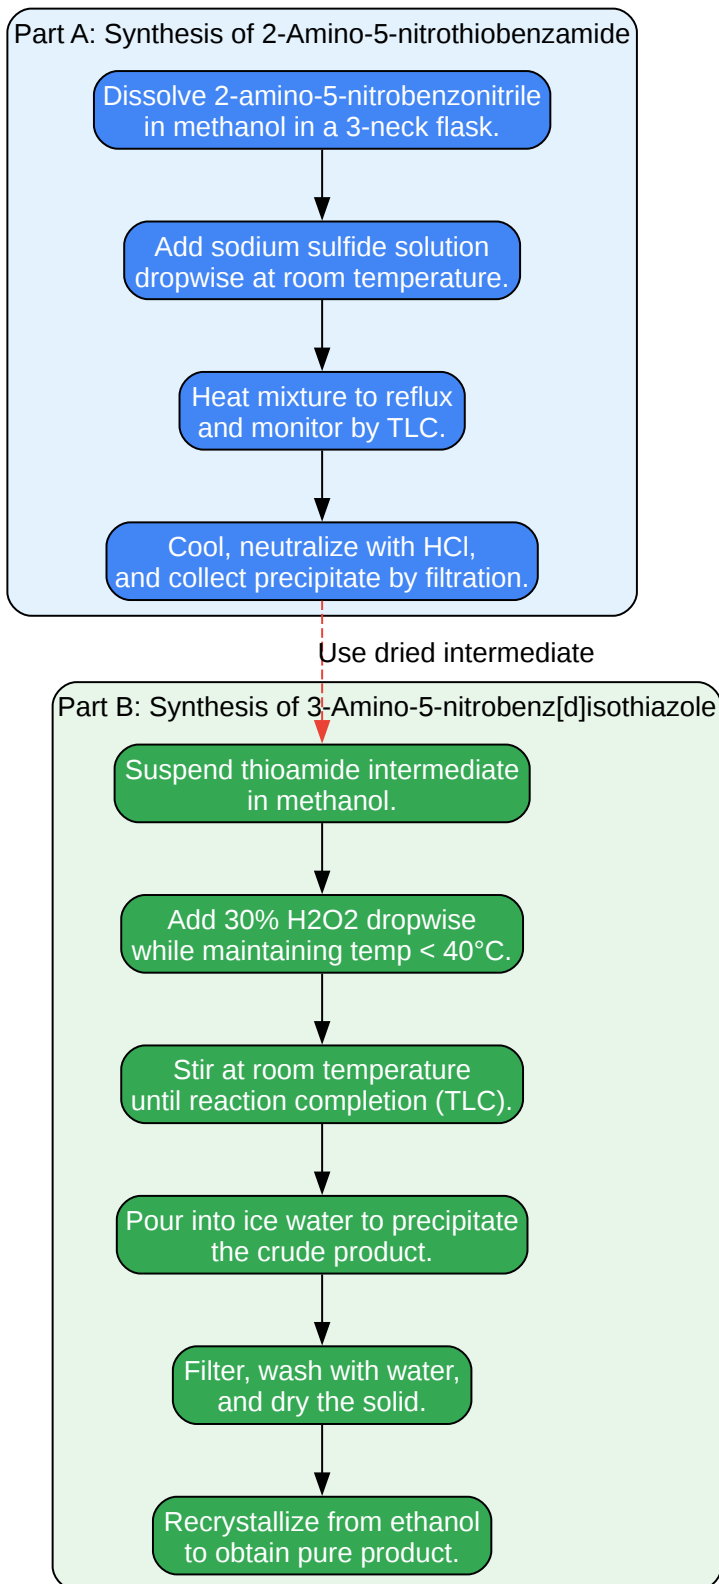 Part A: Synthesis of 2-Amino-5-nitrothiobenzamide
Dissolve 2-amino-5-nitrobenzonitrile
in methanol in a 3-neck flask.
Add sodium sulfide solution
dropwise at room temperature.
Heat mixture to reflux
and monitor by TLC.
Cool, neutralize with HCl,
and collect precipitate by filtration.
Use dried intermediate
Part B: Synthesis of 3-Amino-5-nitrobenz[d]isothiazole
Suspend thioamide intermediate
in methanol.
Add 30% H2O2 dropwise
while maintaining temp < 40°C.
Stir at room temperature
until reaction completion (TLC).
Pour into ice water to precipitate
the crude product.
Filter, wash with water,
and dry the solid.
Recrystallize from ethanol
to obtain pure product.